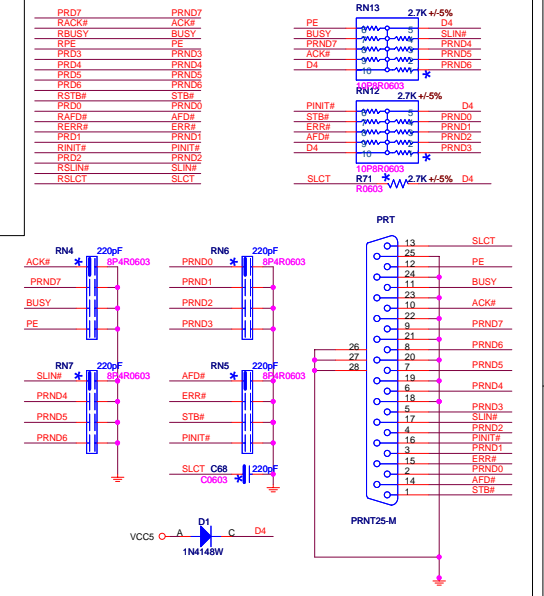 PRD7 PRND7
RACK# ACK#
RBUSY BUSY
RPE PE
PRD3 PRND3
PRD4 PRND4
PRD5 PRND5
PRD6 PRND6
RSTB# STB#
PRD0 PRND0
RAFD# AFD#
RERR# ERR#
PRD1 PRND1
RINIT# PINIT#
PRD2 PRND2
RSLIN# SLIN#
RSLCT SLCT
RN13 2.7K +/-5%
PE D4
BUSY SLIN#
PRND7 PRND4
ACK# PRND5
D4 10 PRND6
10P8R0603
RN12 2.7K +/-5%
PINIT# 5 D4
STB# PRND0
ERR# PRND1
AFD# PRND2
D4 10 PRND3
10P8R0603
SLCT R71 * 2.7K +/-5% D4
R0603
RN4 220pF
ACK# * 8P4R0603
PRND7
BUSY
PE
RN6 220pF
PRND0 * 8P4R0603
PRND1
PRND2
PRND3
RN7 220pF
SLIN# * 8P4R0603
PRND4
PRND5
PRND6
RN5 220pF
AFD# * 8P4R0603
ERR#
STB#
PINIT#
SLCT C68 220pF
C0603 *
D1
VCC5 A C D4
1N4148W
PRT
13 SLCT
25
12 PE
24
11 BUSY
23
10 ACK#
22
9 PRND7
21
26 8 PRND6
27 20
28 7 PRND5
19
6 PRND4
18
5 PRND3
17 SLIN#
4 PRND2
16 PINIT#
3 PRND1
15 ERR#
2 PRND0
14 AFD#
1 STB#
PRNT25-M